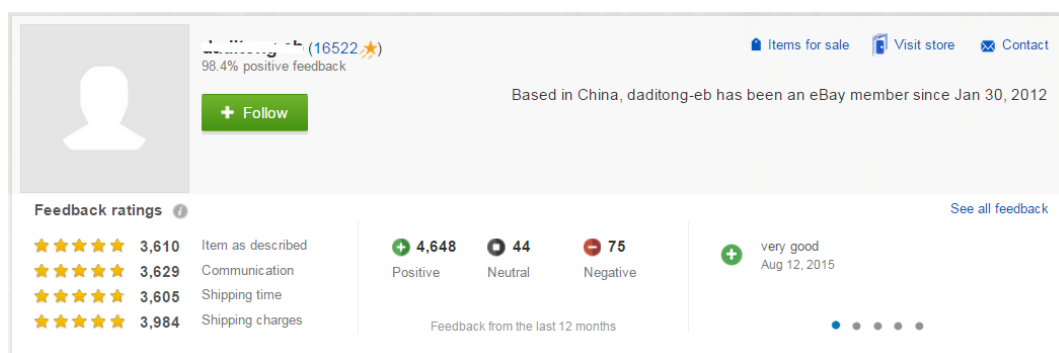 (16522)
98.4% positive feedback
+ Follow
Items for sale Visit store Contact
Based in China, daditong-eb has been an eBay member since Jan 30, 2012
Feedback ratings
See all feedback
3,610 Item as described
3,629 Communication
3,605 Shipping time
3,984 Shipping charges
4,648 44 75
Positive Neutral Negative
Feedback from the last 12 months
very good
Aug 12, 2015